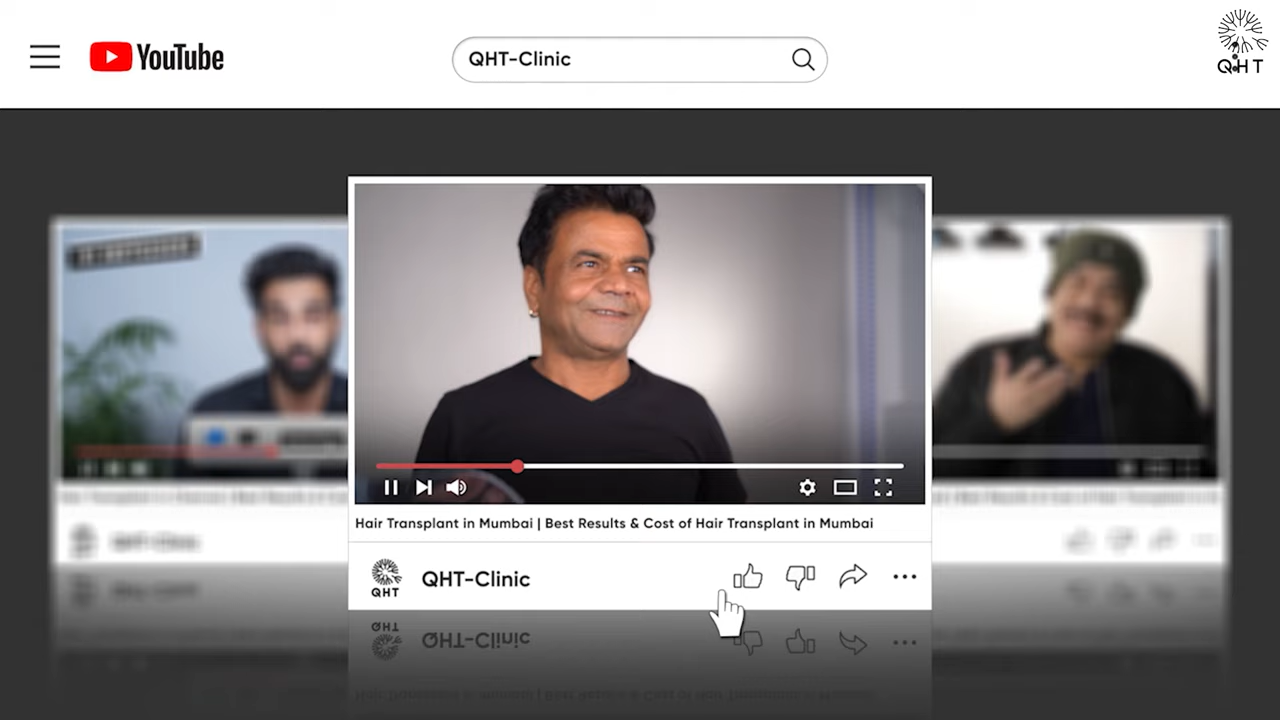 YouTube
QHT-Clinic
QHT
Hair Transplant in Mumbai | Best Results & Cost of Hair Transplant in Mumbai
QHT
QHT-Clinic